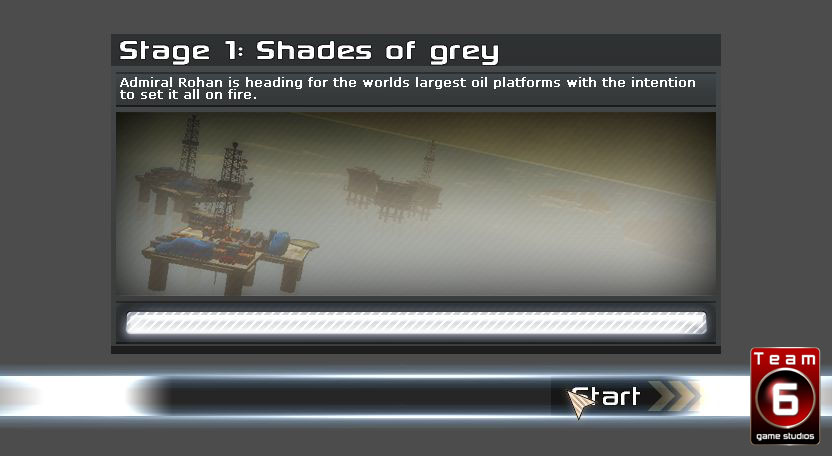 Stage 1: Shades of grey
Admiral Rohan is heading for the worlds largest oil platforms with the intention
to set it all on fire.
Start
Team
6
game studios